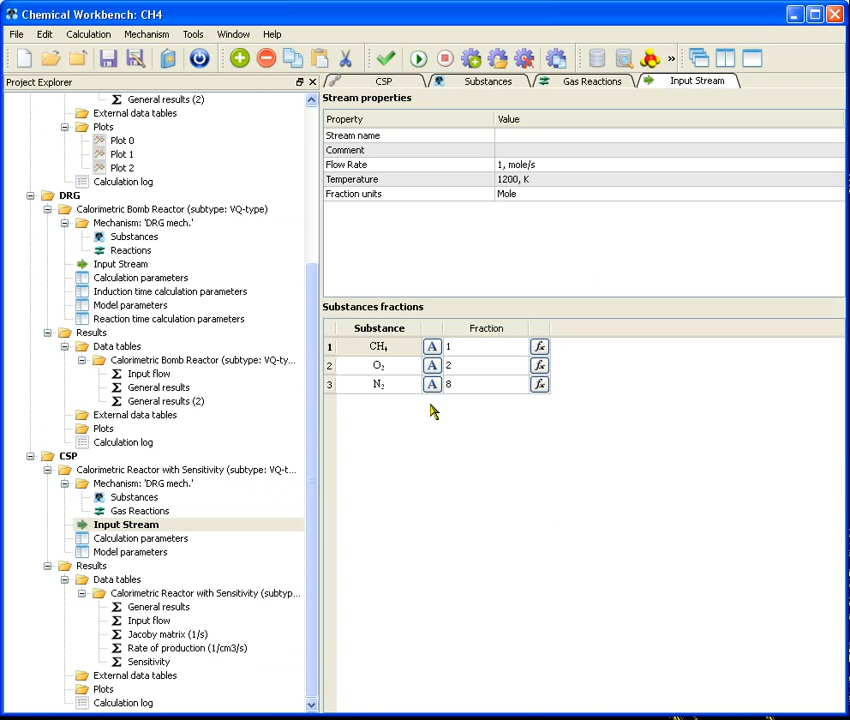 Chemical Workbench: CH4
File Edit Calculation Mechanism Tools Window Help
»
Project Explorer
CSP Substances Gas Reactions Input Stream
General results (2)
External data tables
Plots
Plot 0
Plot 1
Plot 2
Calculation log
DRG
Calorimetric Bomb Reactor (subtype: VQ-type)
Mechanism: 'DRG mech.'
Substances
Reactions
Input Stream
Calculation parameters
Induction time calculation parameters
Model parameters
Reaction time calculation parameters
Results
Data tables
Calorimetric Bomb Reactor (subtype: VQ-ty...
Input flow
General results
General results (2)
External data tables
Plots
Calculation log
CSP
Calorimetric Reactor with Sensitivity (subtype: VQ-t...
Mechanism: 'DRG mech.'
Substances
Gas Reactions
Input Stream
Calculation parameters
Model parameters
Results
Data tables
Calorimetric Reactor with Sensitivity (subtyp...
General results
Input flow
Jacoby matrix (1/s)
Rate of production (1/cm3/s)
Sensitivity
External data tables
Plots
Calculation log
Stream properties
Property Value
Stream name
Comment
Flow Rate 1, mole/s
Temperature 1200, K
Fraction units Mole
Substances fractions
Substance Fraction
1 CH₄ A 1 fx
2 O₂ A 2 fx
3 N₂ A 8 fx